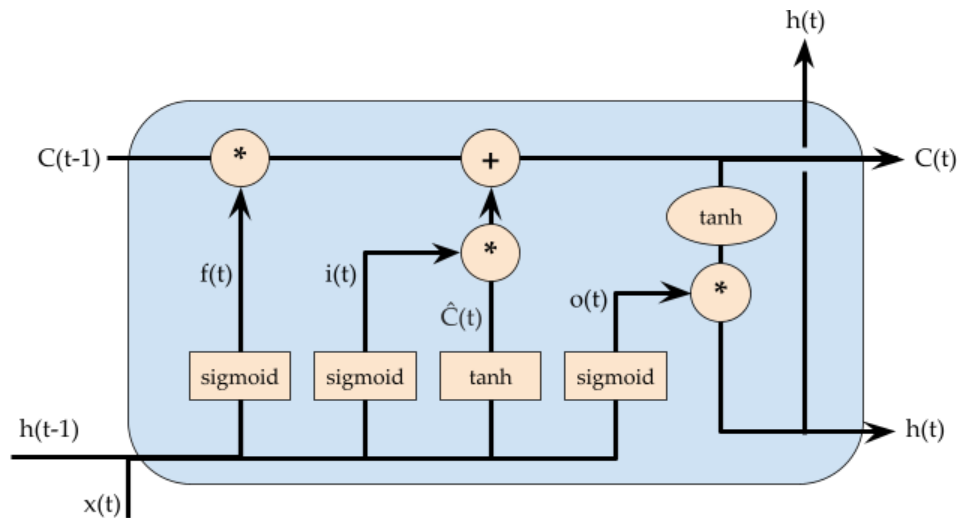 h(t)
C(t-1)
*
+
C(t)
tanh
f(t)
i(t)
*
Ĉ(t)
o(t)
*
sigmoid
sigmoid
tanh
sigmoid
h(t-1)
h(t)
x(t)